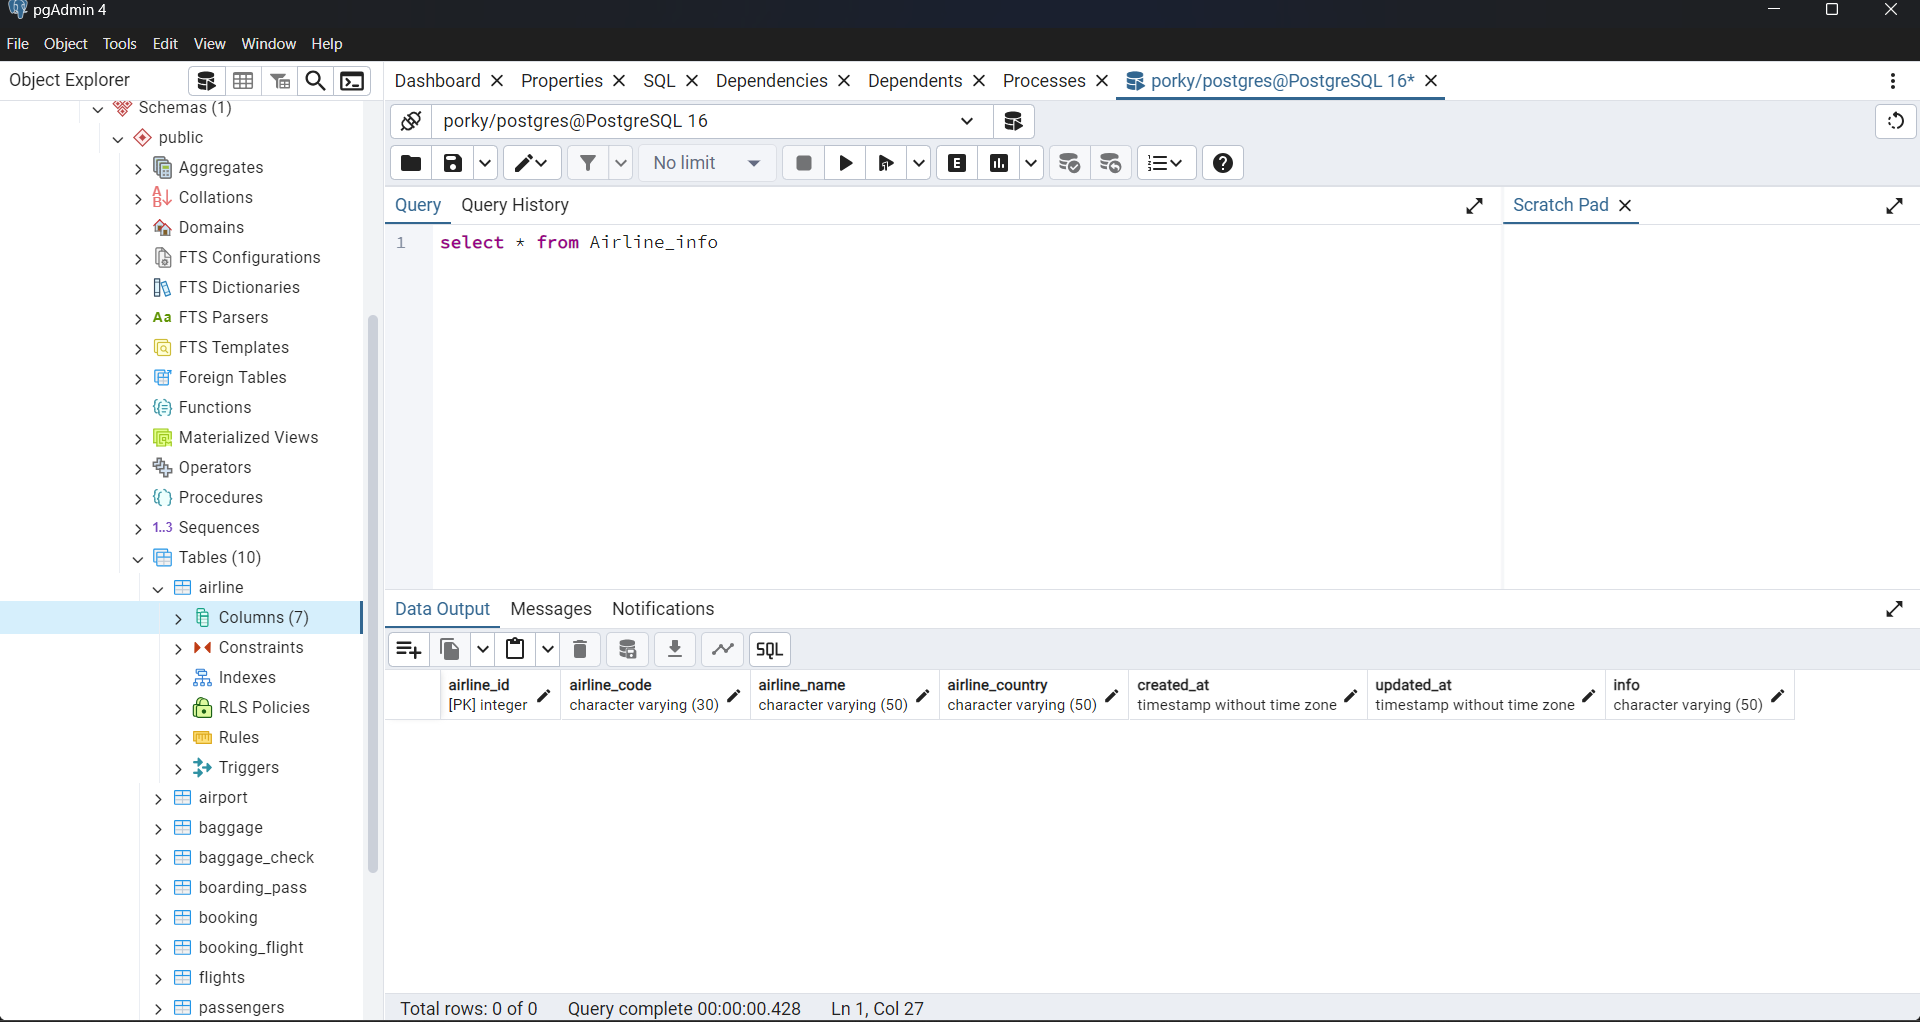 pgAdmin 4
File Object Tools Edit View Window Help
Object Explorer
Dashboard Properties SQL Dependencies Dependents Processes porky/postgres@PostgreSQL 16*
Schemas (1)
public
Aggregates
Collations
Domains
FTS Configurations
FTS Dictionaries
Aa FTS Parsers
FTS Templates
Foreign Tables
Functions
Materialized Views
Operators
Procedures
1..3 Sequences
Tables (10)
airline
Columns (7)
Constraints
Indexes
RLS Policies
Rules
Triggers
airport
baggage
baggage_check
boarding_pass
booking
booking_flight
flights
passengers
porky/postgres@PostgreSQL 16
No limit
E
Query Query History
Scratch Pad
1 select * from Airline_info
Data Output Messages Notifications
SQL
airline_id airline_code airline_name airline_country created_at updated_at info
[PK] integer character varying (30) character varying (50) character varying (50) timestamp without time zone timestamp without time zone character varying (50)
Total rows: 0 of 0 Query complete 00:00:00.428 Ln 1, Col 27